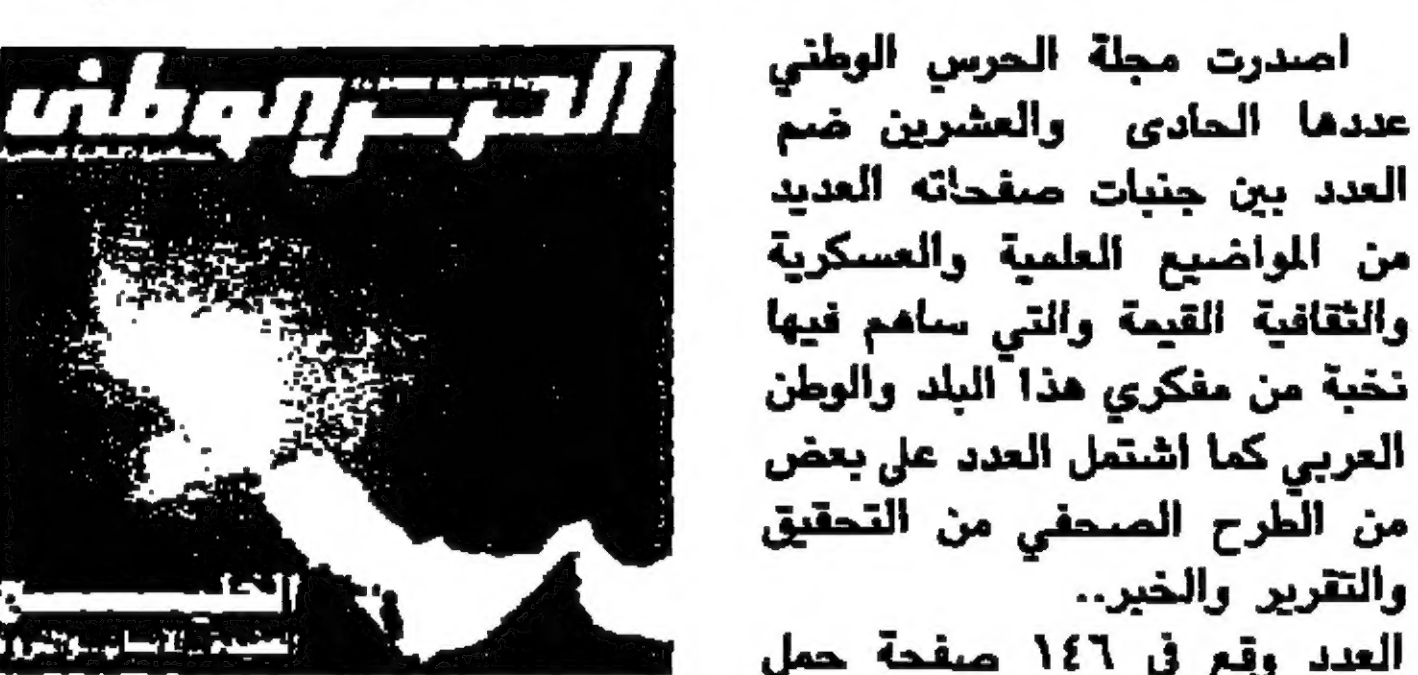 الحرس الوطني
اصدرت مجلة الحرس الوطني
عددها الحادى والعشرين ضم
العدد بين جنبات صفحاته العديد
من المواضيع العلمية والعسكرية
والثقافية القيمة والتي ساهم فيها
نخبة من مفكري هذا البلد والوطن
العربي كما اشتمل العدد على بعض
من الطرح الصحفي من التحقيق
والتقرير والخبر..
العدد وقع في ١٤٦ صفحة حمل